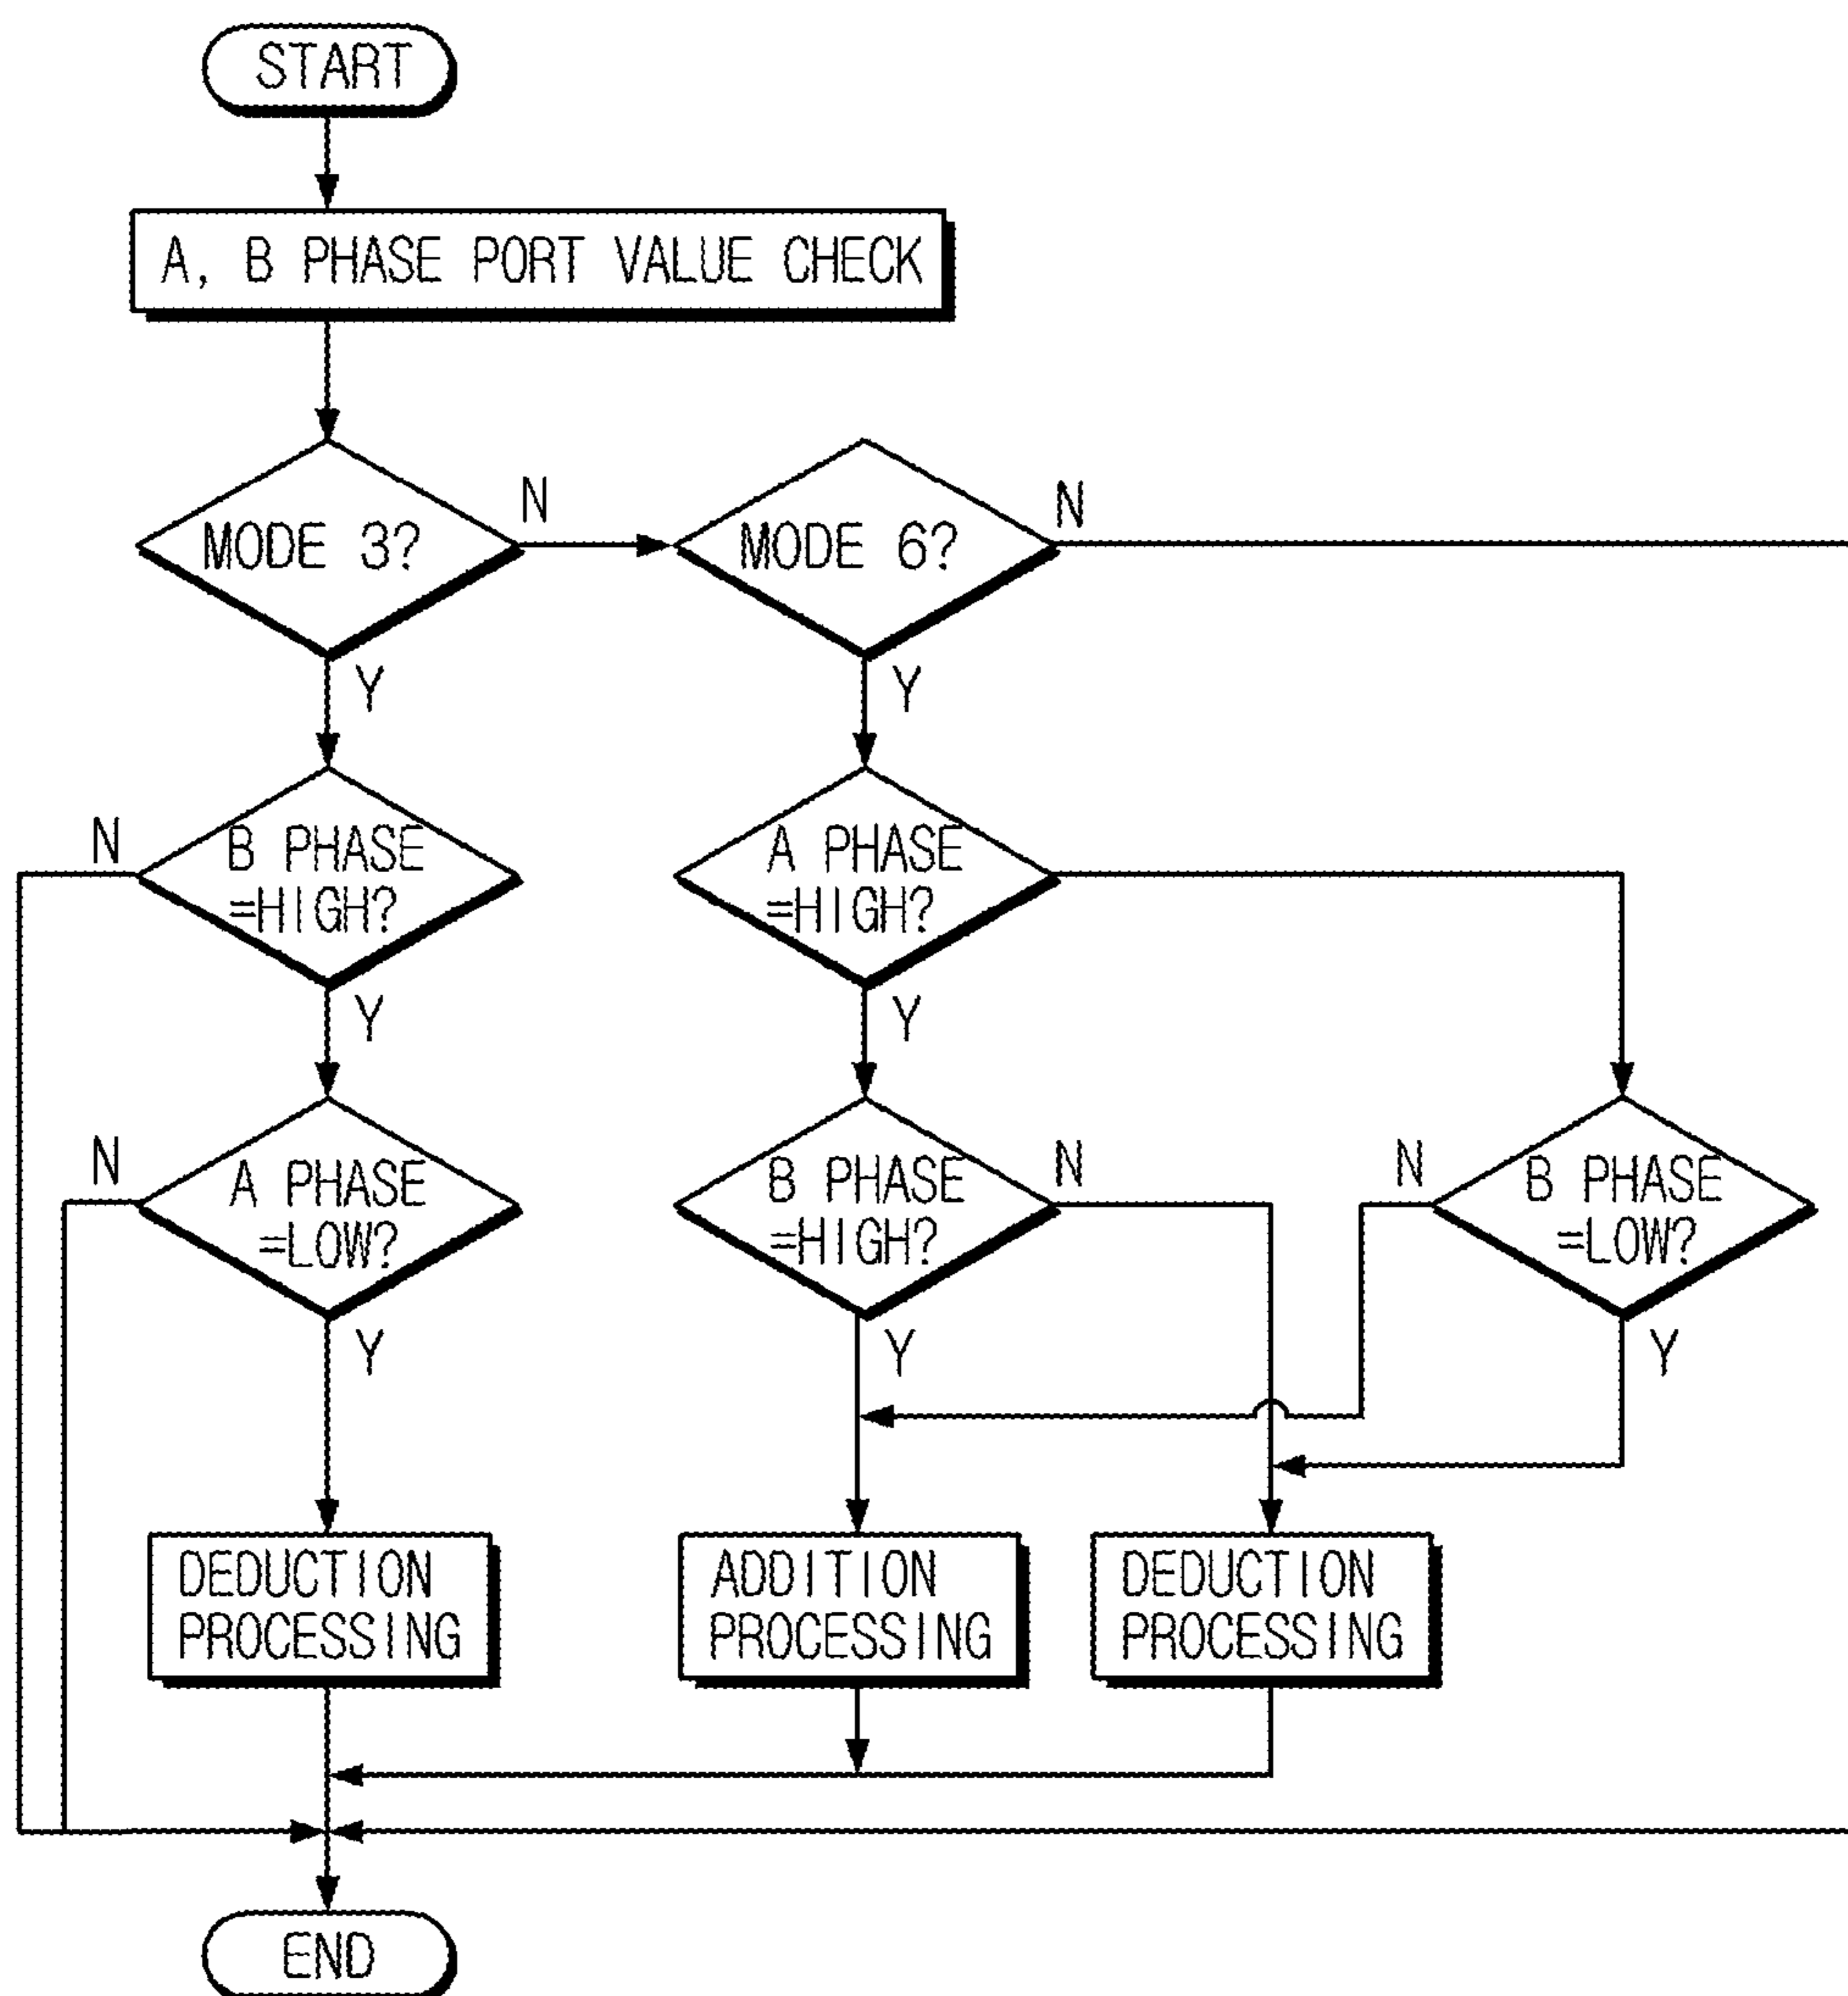 START
A, B PHASE PORT VALUE CHECK
MODE 3?
N
MODE 6?
N
Y
Y
N
B PHASE
=HIGH?
A PHASE
=HIGH?
Y
Y
N
A PHASE
=LOW?
B PHASE
=HIGH?
N
N
B PHASE
=LOW?
Y
Y
Y
DEDUCTION
PROCESSING
ADDITION
PROCESSING
DEDUCTION
PROCESSING
END